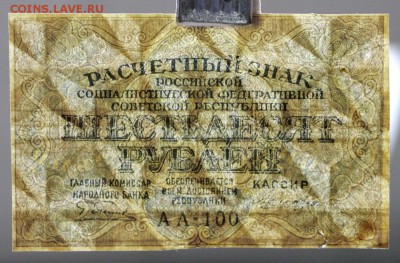 COINS.LAVE.RU
РАСЧЕТНЫЙ ЗНАК
РОССИЙСКОЙ
СОЦИАЛИСТИЧЕСКОЙ ФЕДЕРАТИВНОЙ
СОВЕТСКОЙ РЕСПУБЛИКИ
ШЕСТЬДЕСЯТ
РУБЛЕЙ
ГЛАВНЫЙ КОМИССАР
НАРОДНОГО БАНКА
ОБЕСПЕЧИВАЕТСЯ
ВСЕМ ДОСТОЯНИЕМ
РЕСПУБЛИКИ
КАССИР
АА-100